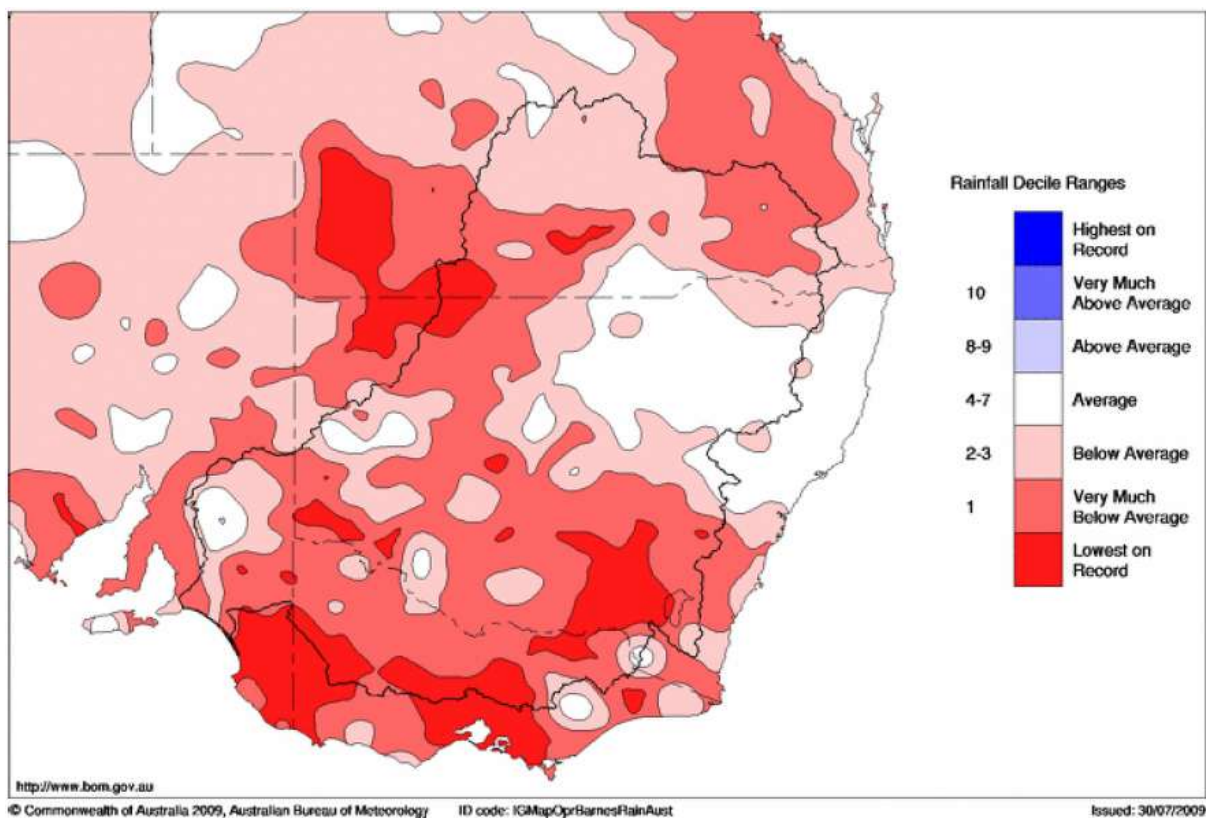 Rainfall Decile Ranges
Highest on
Record
10
Very Much
Above Average
8-9
Above Average
4-7
Average
2-3
Below Average
1
Very Much
Below Average
Lowest on
Record
http://www.bom.gov.au
© Commonwealth of Australia 2009, Australian Bureau of Meteorology
ID code: IGMapOprBarnesRainAust
Issued: 30/07/2009